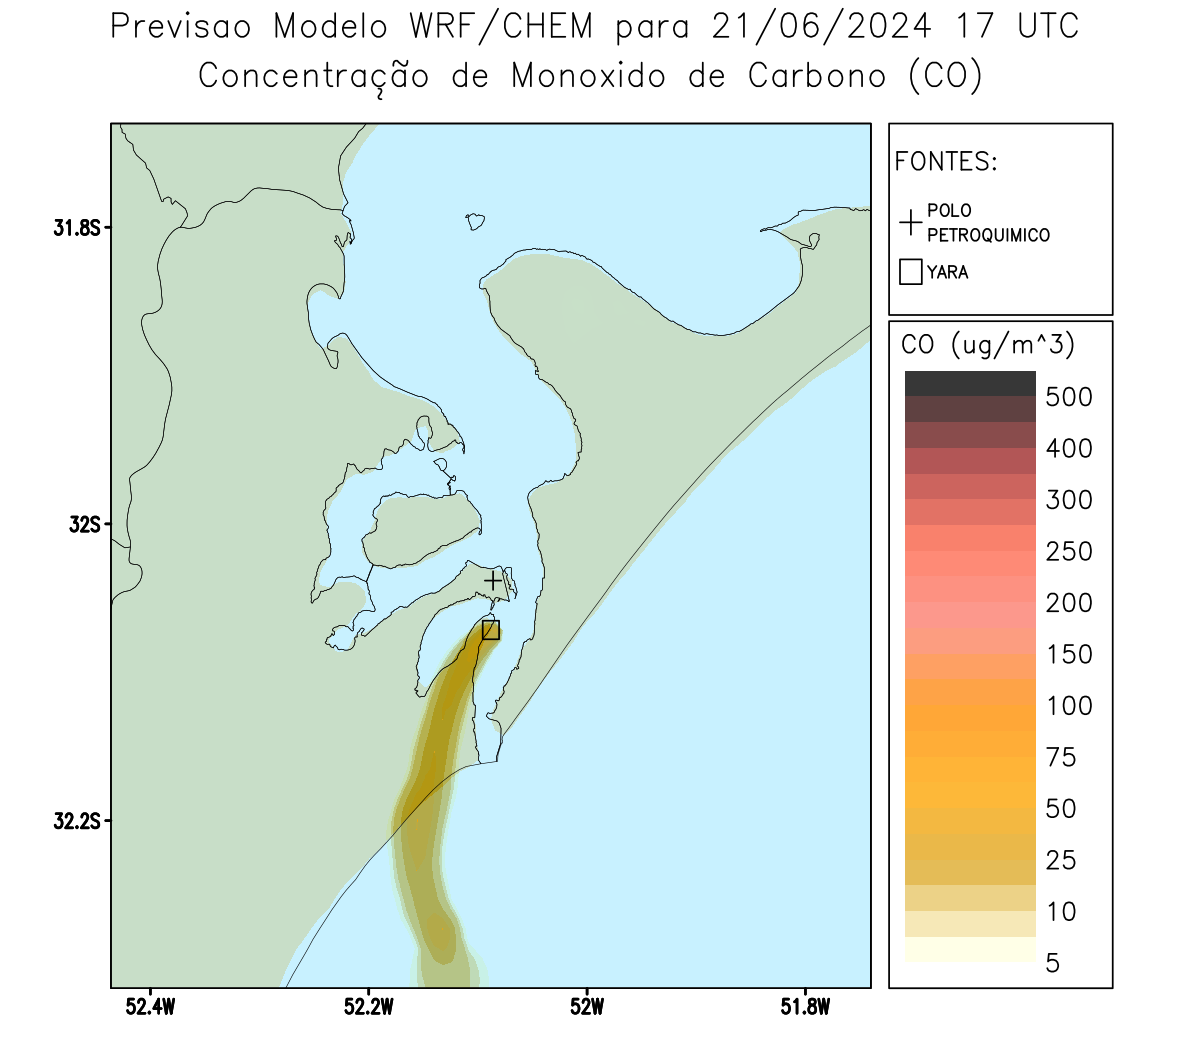 Previsao Modelo WRF/CHEM para 21/06/2024 17 UTC
Concentração de Monoxido de Carbono (CO)
FONTES:
POLO
PETROQUIMICO
YARA
CO (ug/m^3)
500
400
300
250
200
150
100
75
50
25
10
5
31.8S
32S
32.2S
52.4W
52.2W
52W
51.8W